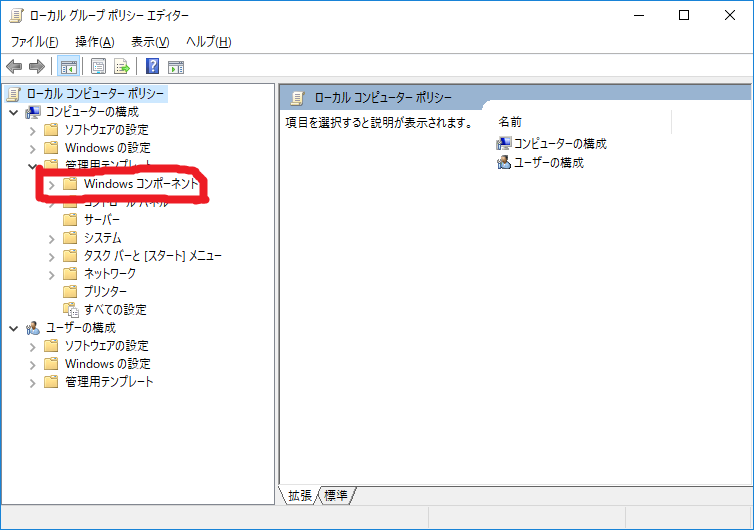 ローカル グループ ポリシー エディター
ファイル(F) 操作(A) 表示(V) ヘルプ(H)
ローカル コンピューター ポリシー
コンピューターの構成
ソフトウェアの設定
Windows の設定
管理用テンプレート
Windows コンポーネント
コントロール パネル
サーバー
システム
タスク バーと [スタート] メニュー
ネットワーク
プリンター
すべての設定
ユーザーの構成
ソフトウェアの設定
Windows の設定
管理用テンプレート
ローカル コンピューター ポリシー
項目を選択すると説明が表示されます。
名前
コンピューターの構成
ユーザーの構成
拡張 標準